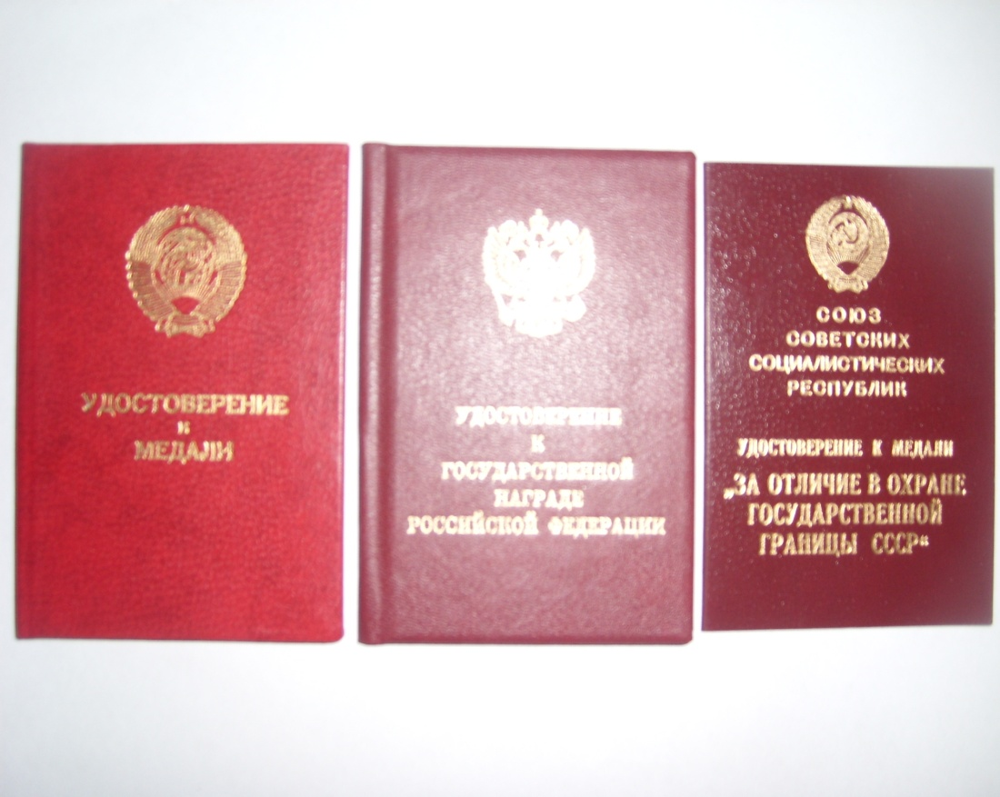 УДОСТОВЕРЕНИЕ
к
МЕДАЛИ
УДОСТОВЕРЕНИЕ
К
ГОСУДАРСТВЕННОЙ
НАГРАДЕ
РОССИЙСКОЙ ФЕДЕРАЦИИ
СОЮЗ
СОВЕТСКИХ
СОЦИАЛИСТИЧЕСКИХ
РЕСПУБЛИК
УДОСТОВЕРЕНИЕ К МЕДАЛИ
„ЗА ОТЛИЧИЕ В ОХРАНЕ
ГОСУДАРСТВЕННОЙ
ГРАНИЦЫ СССР“